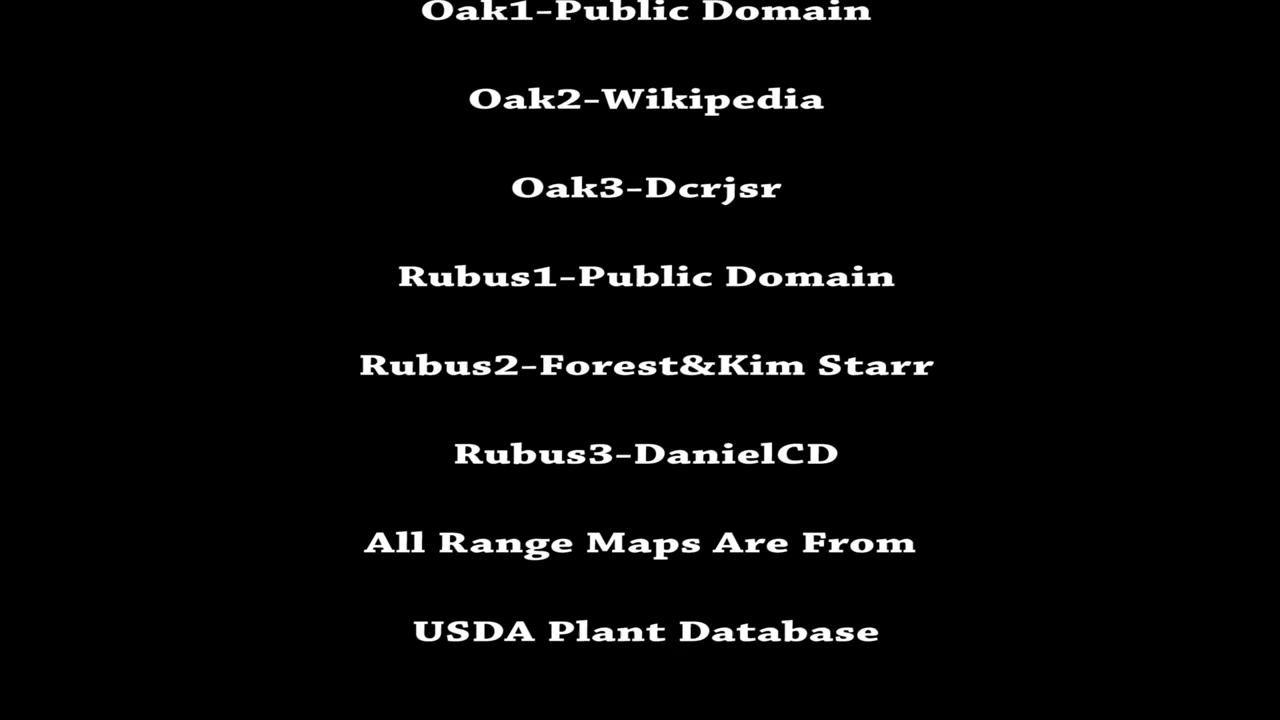 Oak1-Public Domain
Oak2-Wikipedia
Oak3-Dcrjsr
Rubus1-Public Domain
Rubus2-Forest&Kim Starr
Rubus3-DanielCD
All Range Maps Are From
USDA Plant Database